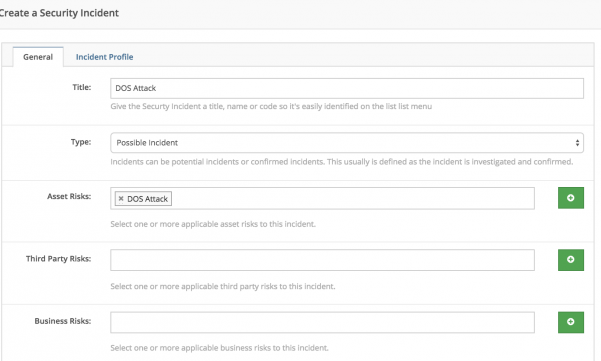 Create a Security Incident
General Incident Profile
Title: DOS Attack
Give the Securty Incident a title, name or code so it's easily identified on the list list menu
Type: Possible Incident
Incidents can be potential incidents or confirmed incidents. This usually is defined as the incident is investigated and confirmed.
Asset Risks: × DOS Attack
Select one or more applicable asset risks to this incident.
Third Party Risks:
Select one or more applicable third party risks to this incident.
Business Risks:
Select one or more applicable business risks to this incident.